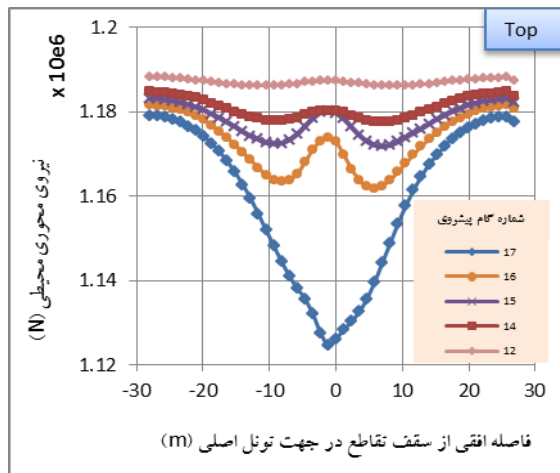 Top
x 10e6
1.2
1.18
1.16
1.14
1.12
نیروی محوری محیطی (N)
شماره گام پیشروی
17
16
15
14
12
-30 -20 -10 0 10 20 30
فاصله افقی از سقف تقاطع در جهت تونل اصلی (m)